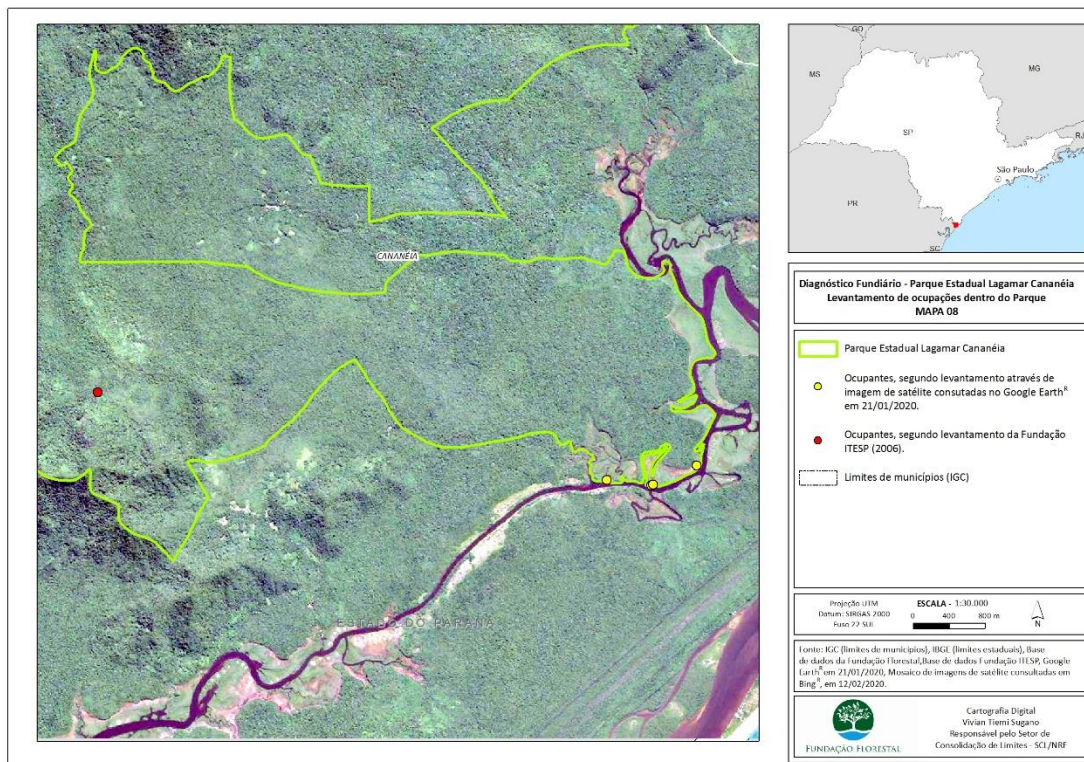 CANANÉIA
ESTADO DO PARANÁ
GO
MS
MG
SP
RJ
São Paulo
PR
SC
Diagnóstico Fundiário - Parque Estadual Lagamar Cananéia
Levantamento de ocupações dentro do Parque
MAPA 08
Parque Estadual Lagamar Cananéia
Ocupantes, segundo levantamento através de
imagem de satélite consutadas no Google Earth^R
em 21/01/2020.
Ocupantes, segundo levantamento da Fundação
ITESP (2006).
Limites de municípios (IGC)
Projeção UTM
Datum: SIRGAS 2000
Fuso 22 SUL
ESCALA - 1:30.000
0 400 800 m
N
Fonte: IGC (limites de municípios), IBGE (limites estaduais), Base
de dados da Fundação Florestal,Base de dados Fundação ITESP, Google
Earth^R em 21/01/2020, Mosaico de imagens de satélite consultadas em
Bing^R, em 12/02/2020.
FUNDAÇÃO FLORESTAL
Cartografia Digital
Vivian Tiemi Sugano
Responsável pelo Setor de
Consolidação de Limites - SCL/NRF